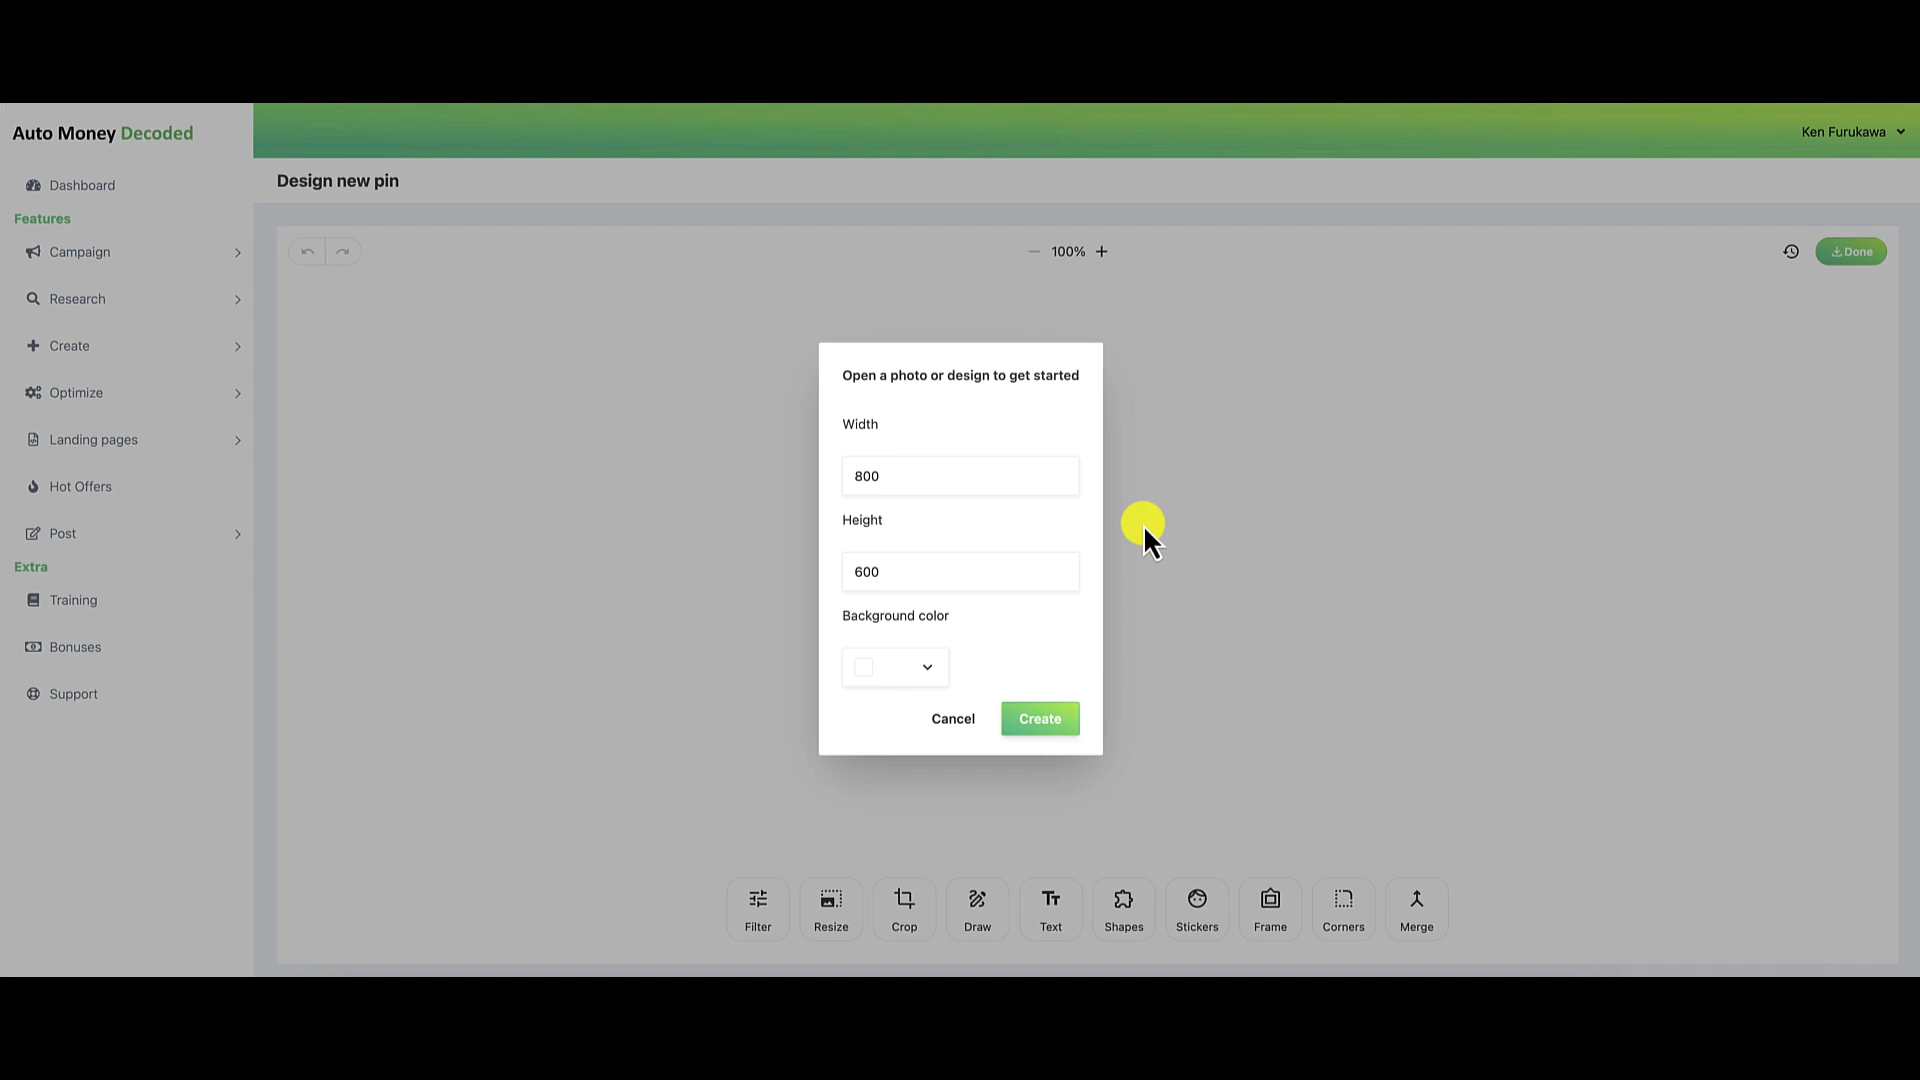 Auto Money Decoded
Ken Furukawa
Dashboard
Design new pin
Features
Campaign
100%
Done
Research
Create
Optimize
Landing pages
Hot Offers
Post
Extra
Training
Bonuses
Support
Open a photo or design to get started
Width
800
Height
600
Background color
Cancel
Create
Filter
Resize
Crop
Draw
Text
Shapes
Stickers
Frame
Corners
Merge